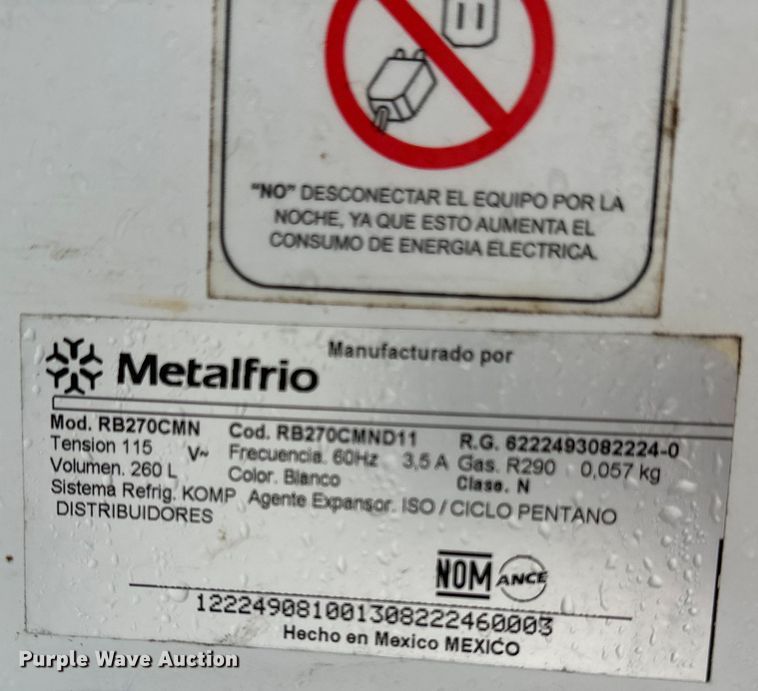 "NO" DESCONECTAR EL EQUIPO POR LA
NOCHE, YA QUE ESTO AUMENTA EL
CONSUMO DE ENERGIA ELECTRICA.
Metalfrio Manufacturado por
Mod. RB270CMN Cod. RB270CMND11 R.G. 6222493082224-0
Tension 115 V~ Frecuencia. 60Hz 3,5 A Gas. R290 0,057 kg
Volumen. 260 L Color. Blanco Clase. N
Sistema Refrig. KOMP Agente Expansor. ISO / CICLO PENTANO
DISTRIBUIDORES
NOM ANCE
122249081001308222460003
Hecho en Mexico MEXICO
Purple Wave Auction